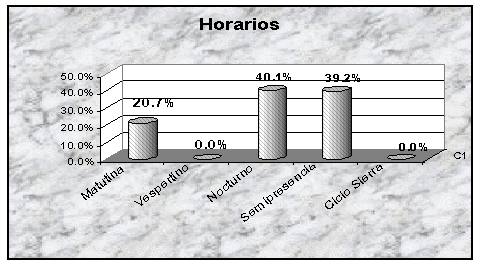 Horarios
50.0%
40.0%
30.0%
20.0%
10.0%
0.0%
20.7%
0.0%
40.1%
39.2%
0.0%
Matutina
Vespertino
Nocturno
Semipresencia
Ciclo Sierra
C1